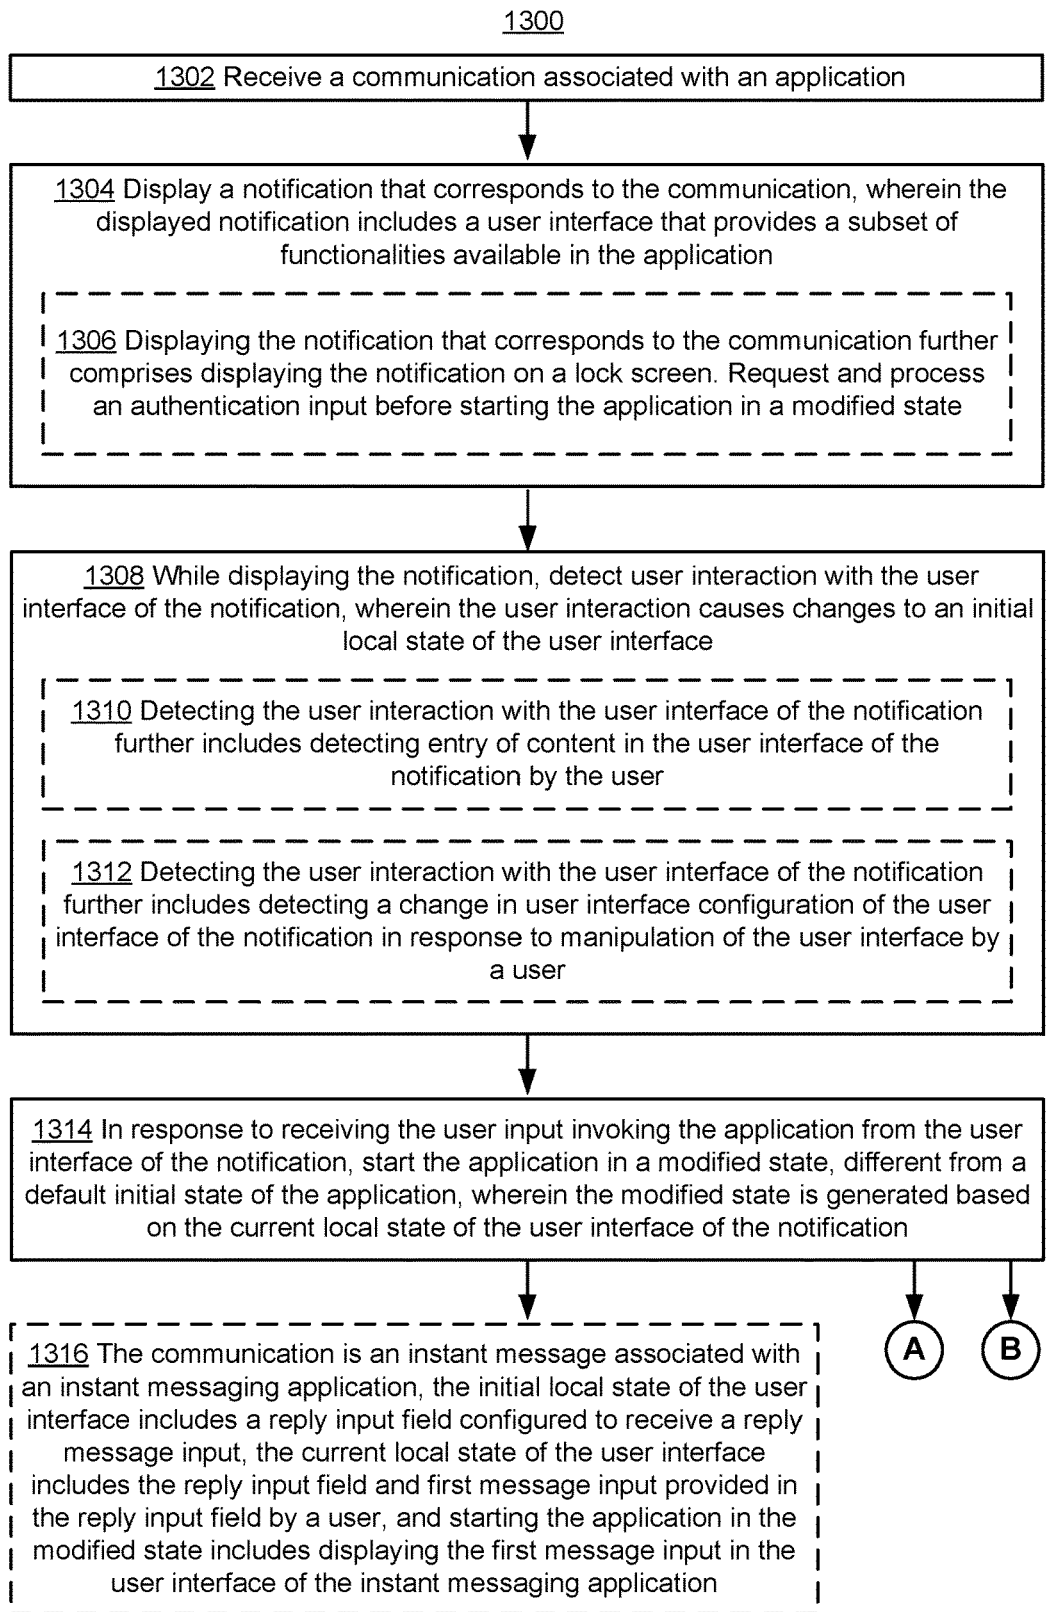 1300
1302 Receive a communication associated with an application
1304 Display a notification that corresponds to the communication, wherein the
displayed notification includes a user interface that provides a subset of
functionalities available in the application
1306 Displaying the notification that corresponds to the communication further
comprises displaying the notification on a lock screen. Request and process
an authentication input before starting the application in a modified state
1308 While displaying the notification, detect user interaction with the user
interface of the notification, wherein the user interaction causes changes to an initial
local state of the user interface
1310 Detecting the user interaction with the user interface of the notification
further includes detecting entry of content in the user interface of the
notification by the user
1312 Detecting the user interaction with the user interface of the notification
further includes detecting a change in user interface configuration of the user
interface of the notification in response to manipulation of the user interface by
a user
1314 In response to receiving the user input invoking the application from the user
interface of the notification, start the application in a modified state, different from a
default initial state of the application, wherein the modified state is generated based
on the current local state of the user interface of the notification
A
B
1316 The communication is an instant message associated with
an instant messaging application, the initial local state of the user
interface includes a reply input field configured to receive a reply
message input, the current local state of the user interface
includes the reply input field and first message input provided in
the reply input field by a user, and starting the application in the
modified state includes displaying the first message input in the
user interface of the instant messaging application